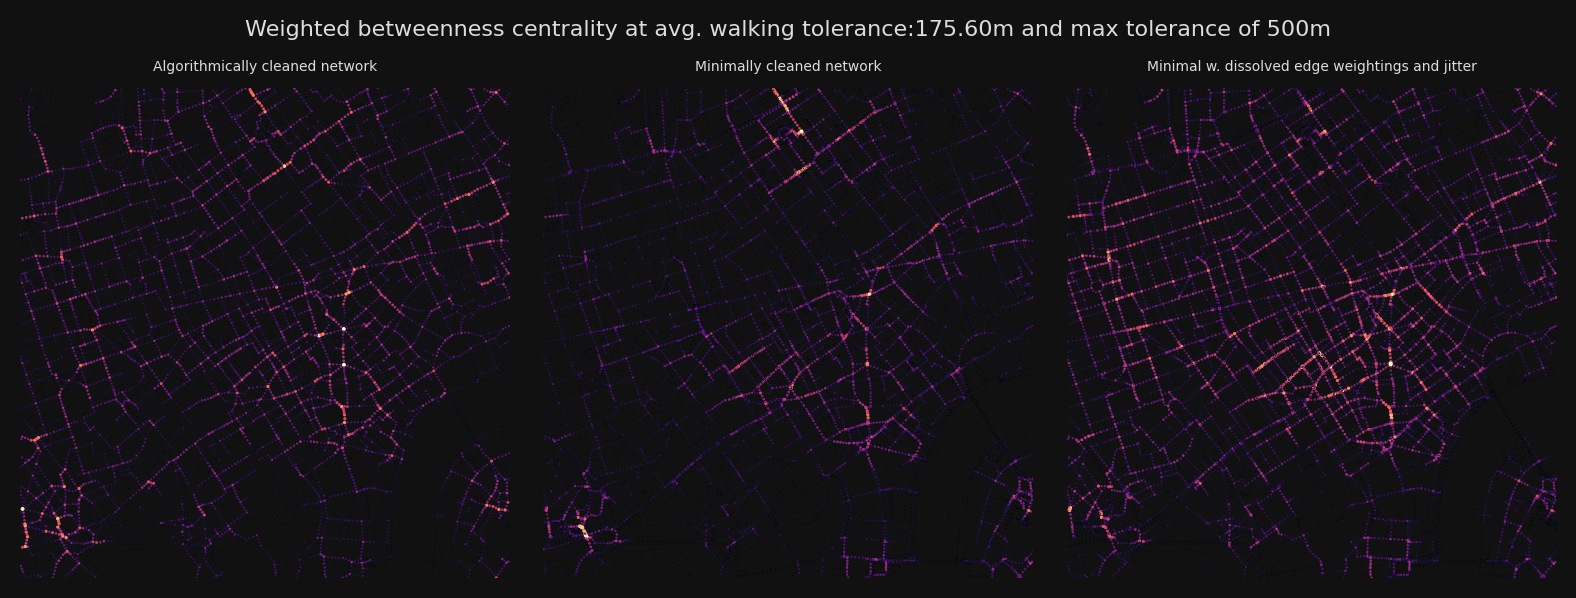 Weighted betweenness centrality at avg. walking tolerance:175.60m and max tolerance of 500m
Algorithmically cleaned network
Minimally cleaned network
Minimal w. dissolved edge weightings and jitter